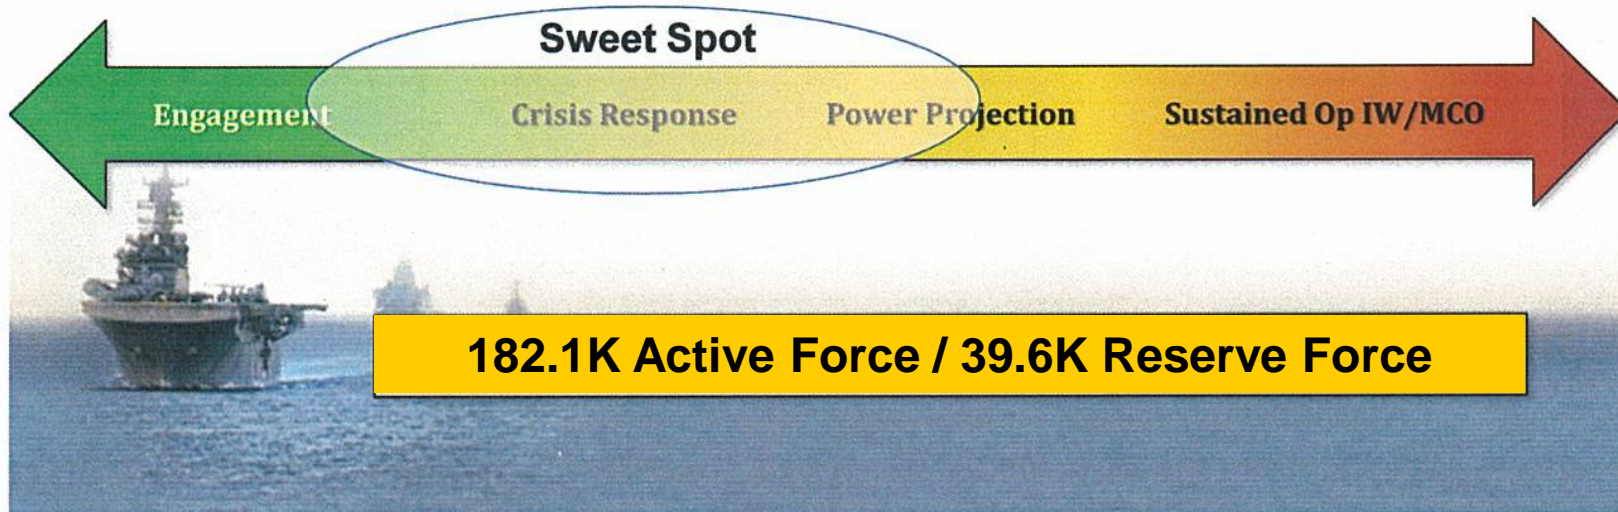 Sweet Spot
Engagement Crisis Response Power Projection Sustained Op IW/MCO
182.1K Active Force / 39.6K Reserve Force